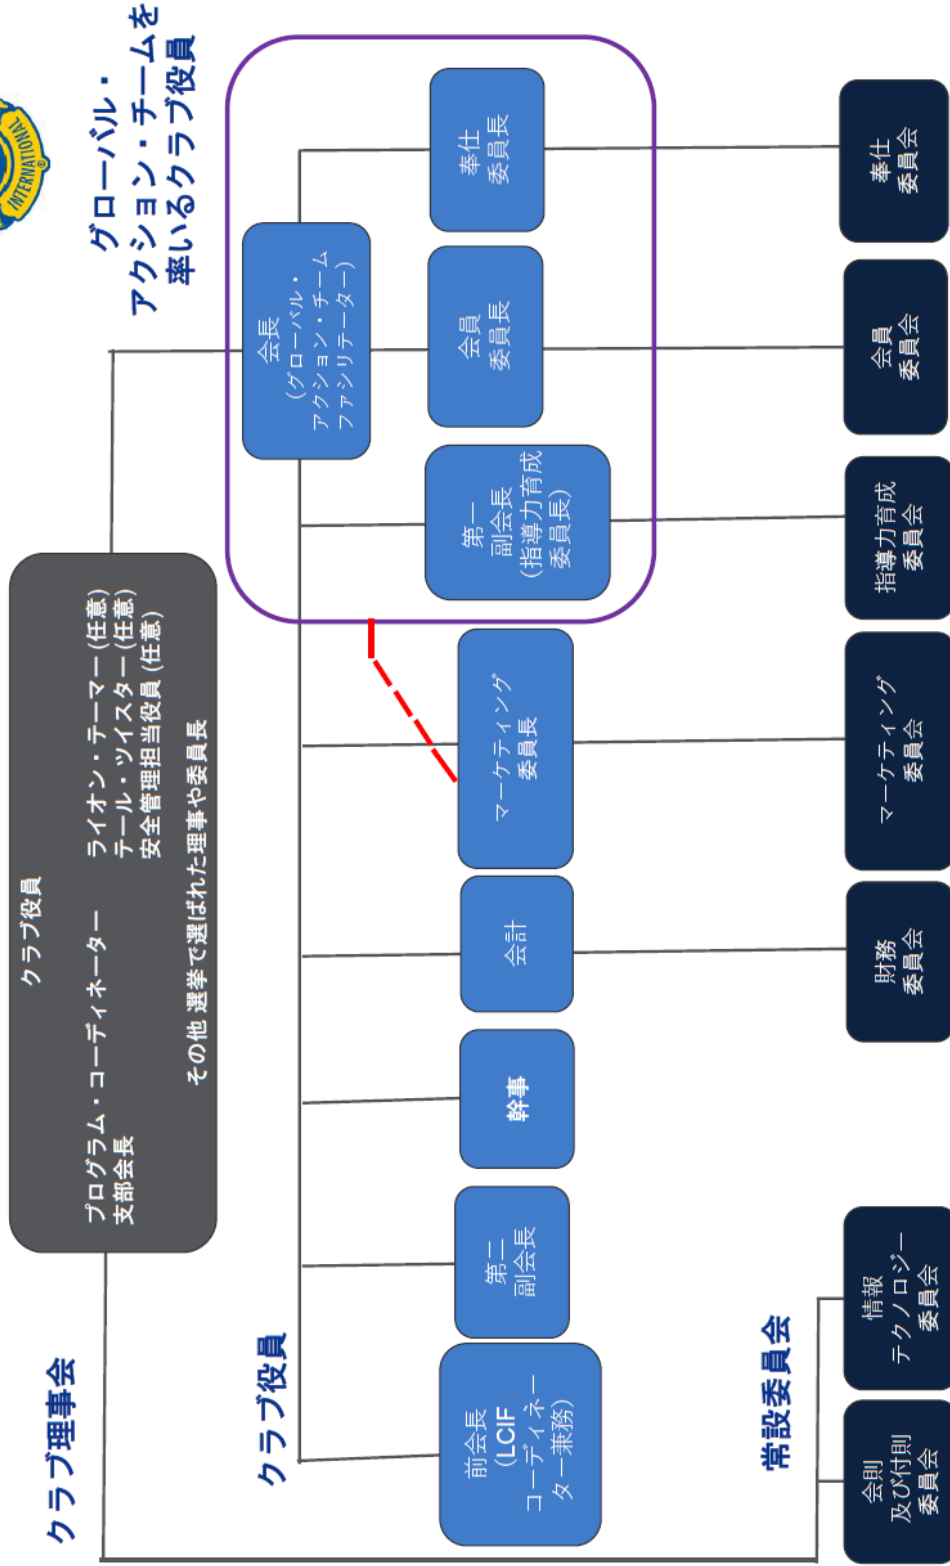 INTERNATIONAL
®
グローバル・
アクション・チームを
率いるクラブ役員
クラブ理事会
クラブ役員
プログラム・コーディネーター
支部会長
ライオン・テーマー (任意)
テール・ツイスター (任意)
安全管理担当役員 (任意)
その他 選挙で選ばれた理事や委員長
クラブ役員
会長
(グローバル・
アクション・チーム
ファシリテーター)
前会長
(LCIF
コーディネイ
ター兼務)
第二
副会長
幹事
会計
マーケティング
委員長
第一
副会長
(指導力育成
委員長)
会員
委員長
奉仕
委員長
常設委員会
会則
及び付則
委員会
情報
テクノロジー
委員会
財務
委員会
マーケティング
委員会
指導力育成
委員会
会員
委員会
奉仕
委員会